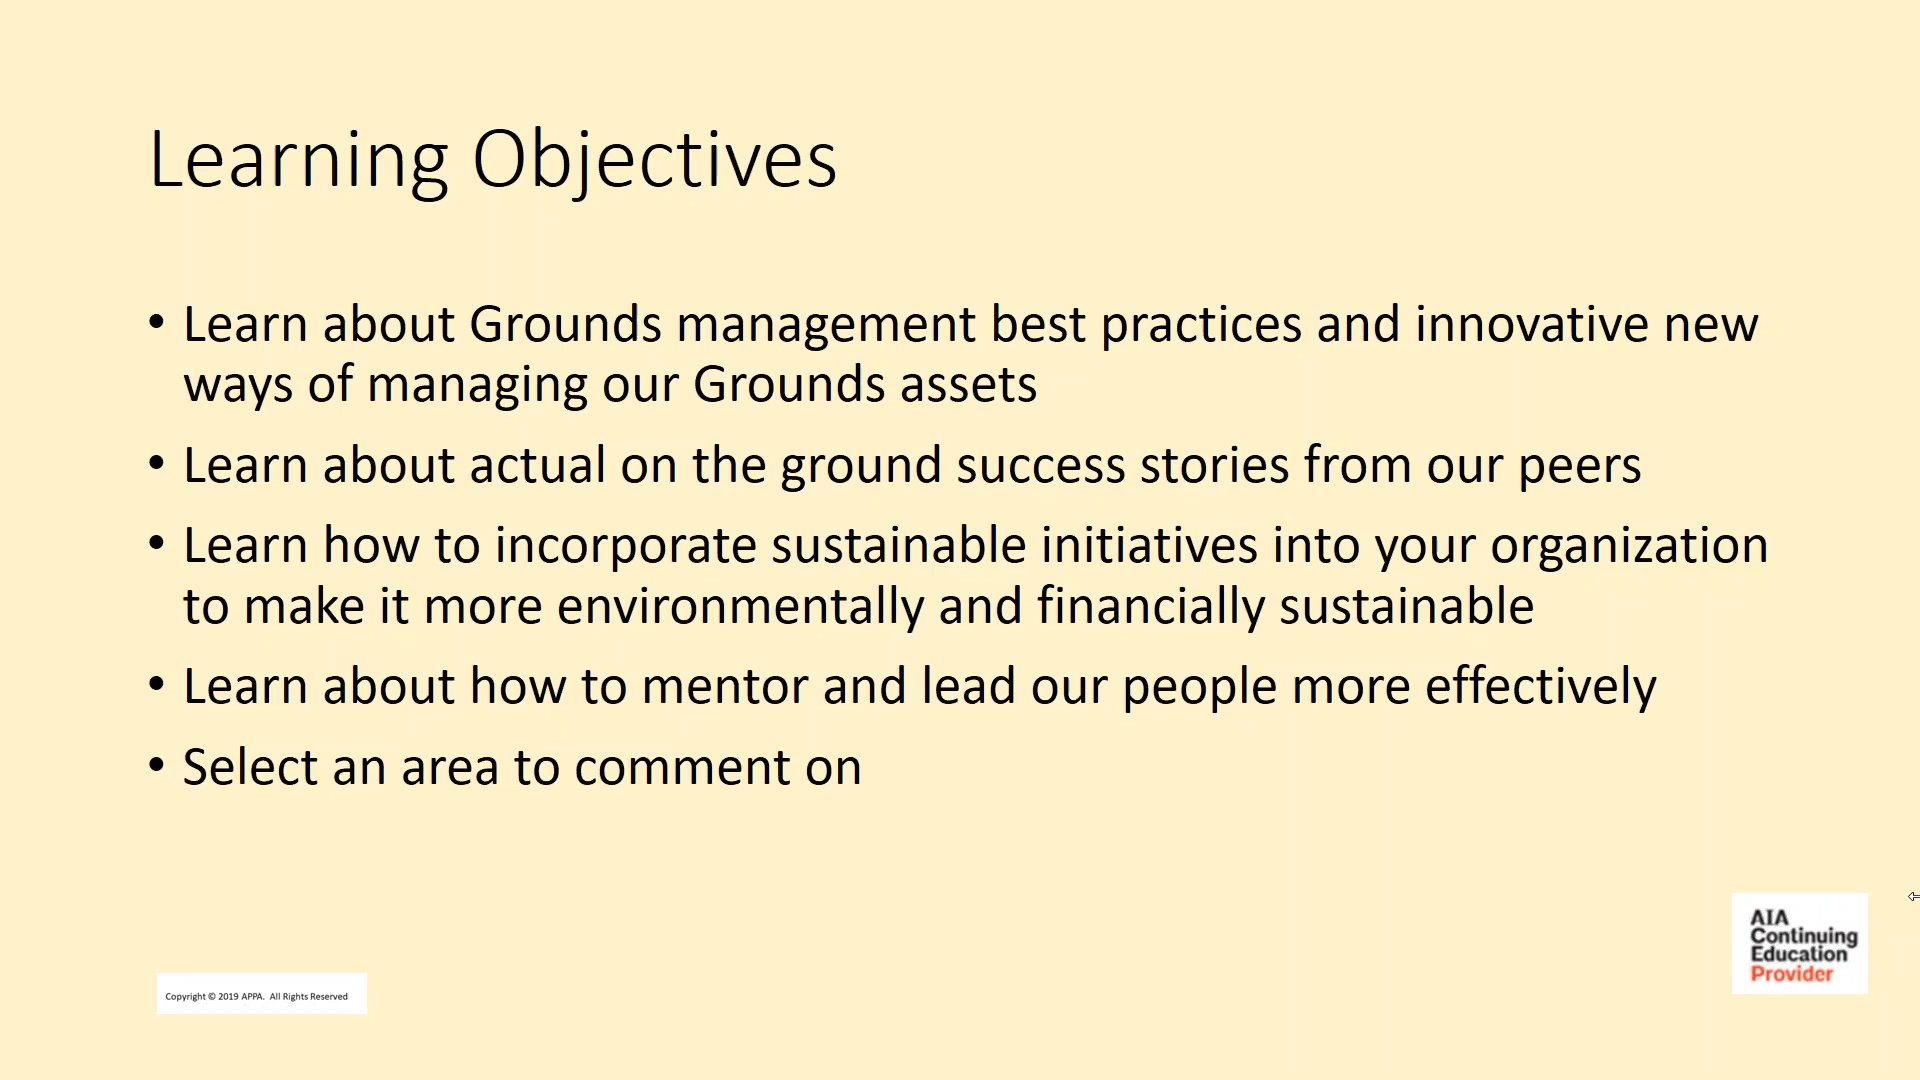 Learning Objectives
• Learn about Grounds management best practices and innovative new
ways of managing our Grounds assets
• Learn about actual on the ground success stories from our peers
• Learn how to incorporate sustainable initiatives into your organization
to make it more environmentally and financially sustainable
• Learn about how to mentor and lead our people more effectively
• Select an area to comment on
AIA
Continuing
Education
Provider
Copyright © 2019 APPA. All Rights Reserved